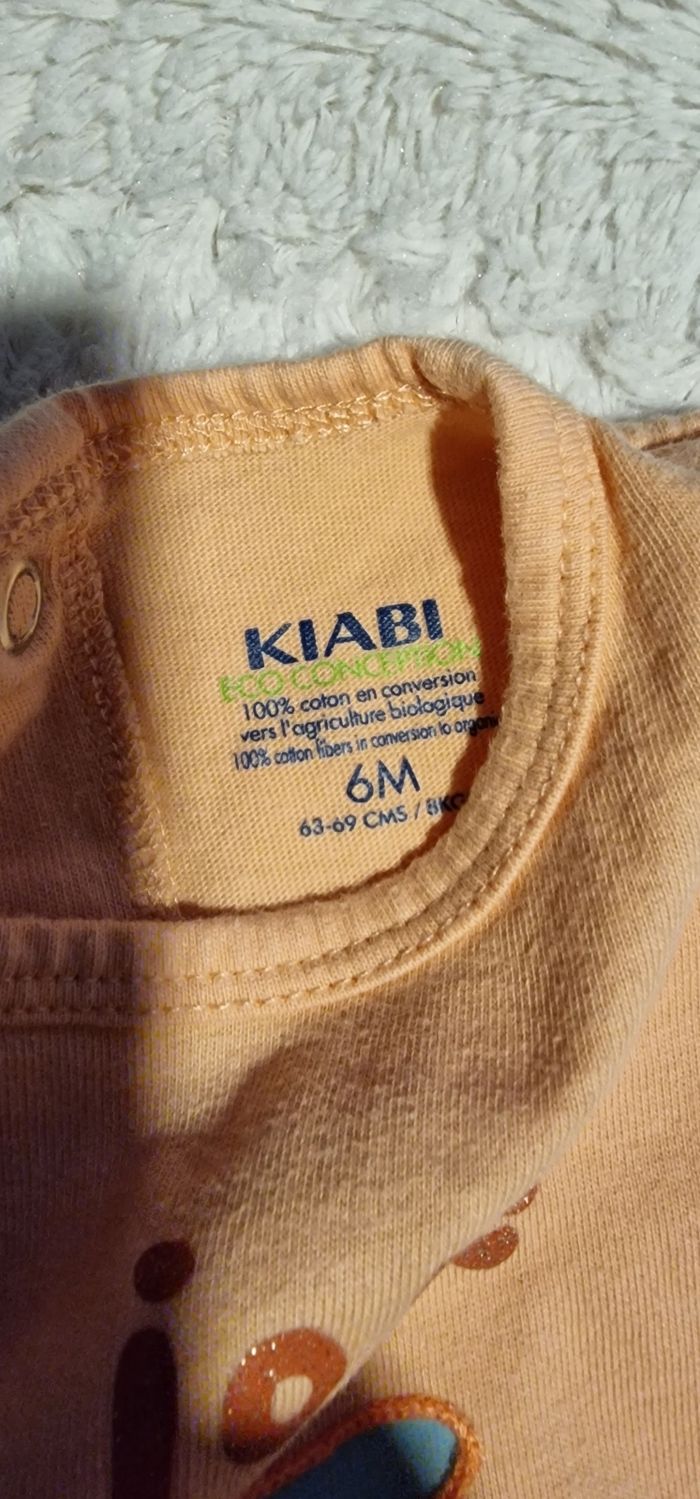 KIABI
ECO CONCEPTION
100% coton en conversion
vers l'agriculture biologique
100% cotton fibers in conversion to organi
6M
63-69 CMS / 8KG